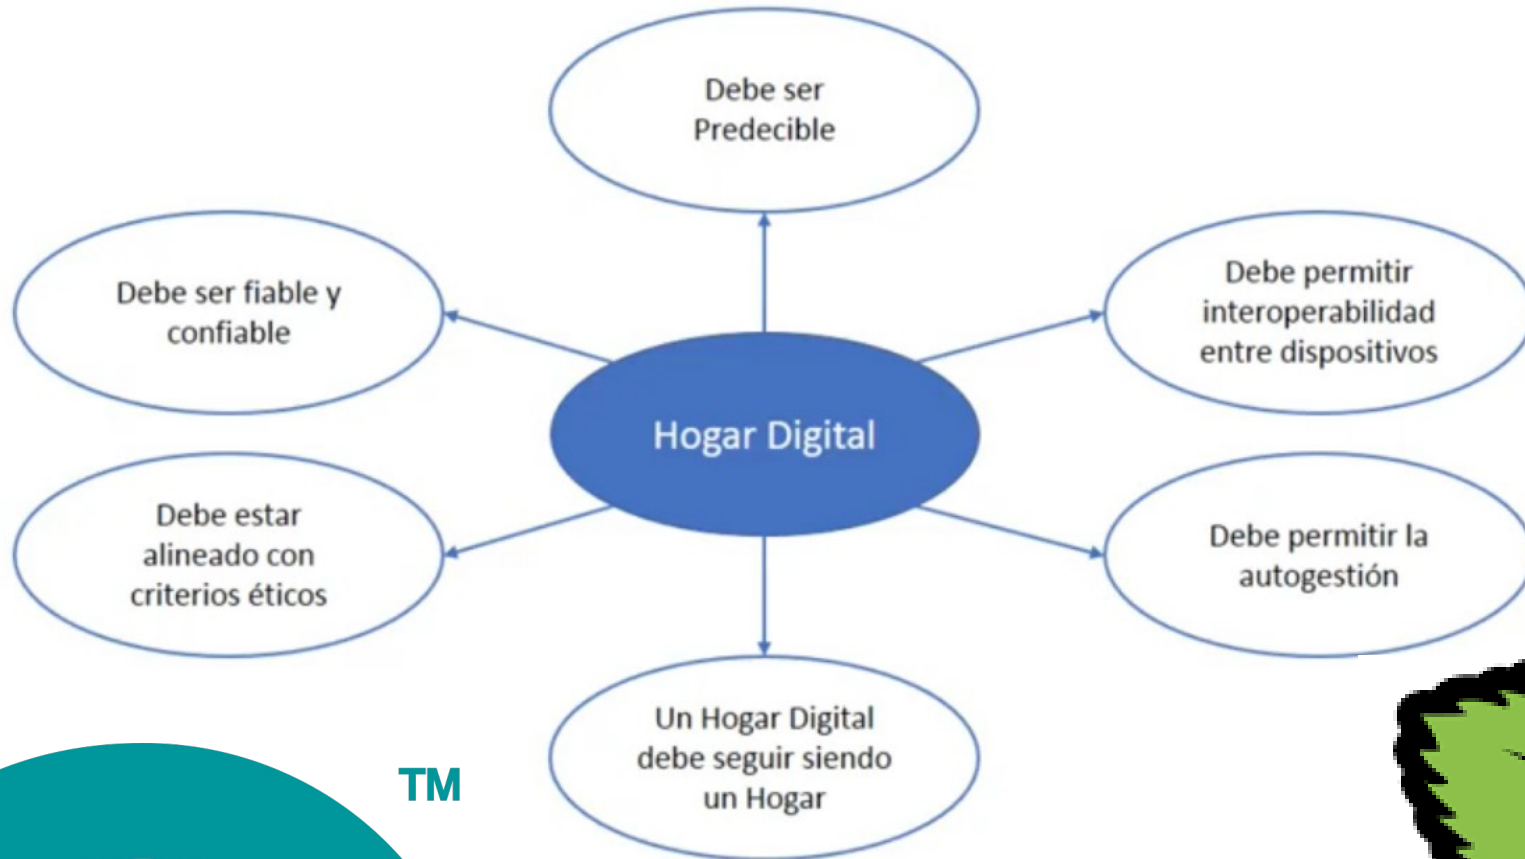 Debe ser
Predecible
Debe ser fiable y
confiable
Debe permitir
interoperabilidad
entre dispositivos
Hogar Digital
Debe estar
alineado con
criterios éticos
Debe permitir la
autogestión
Un Hogar Digital
debe seguir siendo
un Hogar
TM